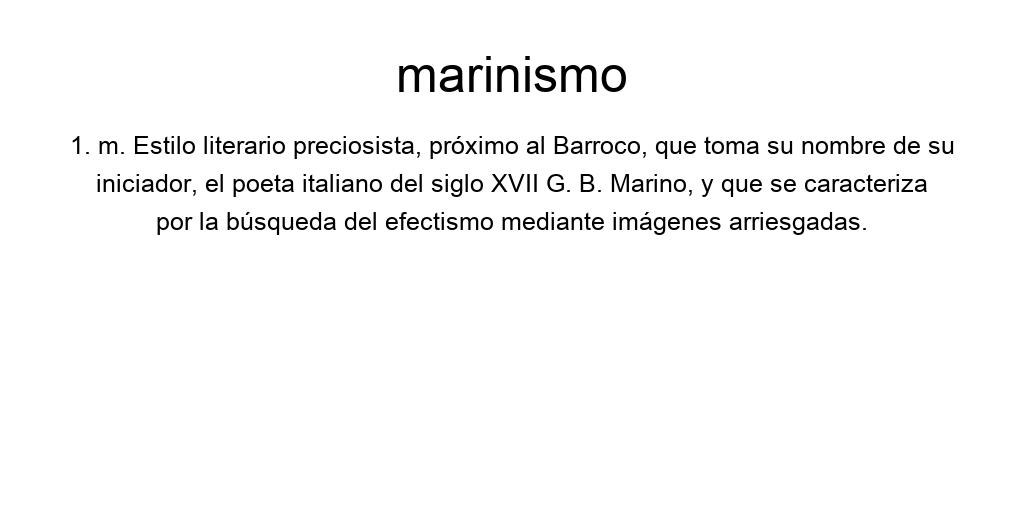 marinismo
1. m. Estilo literario preciosista, próximo al Barroco, que toma su nombre de su
iniciador, el poeta italiano del siglo XVII G. B. Marino, y que se caracteriza
por la búsqueda del efectismo mediante imágenes arriesgadas.